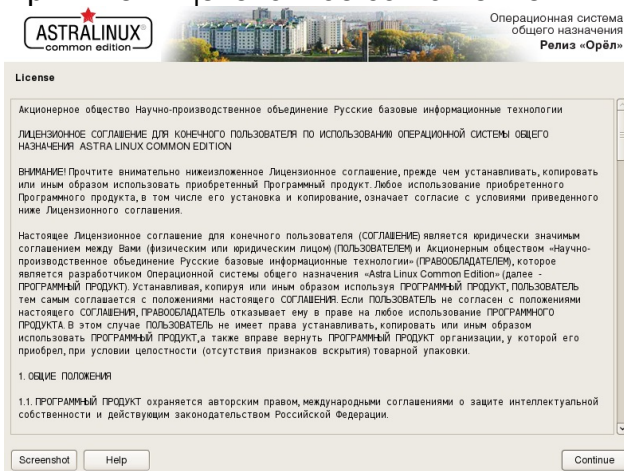 ASTRALINUX®
common edition
Операционная система
общего назначения
Релиз «Орёл»
License
Акционерное общество Научно-производственное объединение Русские базовые информационные технологии
ЛИЦЕНЗИОННОЕ СОГЛАШЕНИЕ ДЛЯ КОНЕЧНОГО ПОЛЬЗОВАТЕЛЯ ПО ИСПОЛЬЗОВАНИЮ ОПЕРАЦИОННОЙ СИСТЕМЫ ОБЩЕГО
НАЗНАЧЕНИЯ ASTRA LINUX COMMON EDITION
ВНИМАНИЕ! Прочтите внимательно нижеизложенное Лицензионное соглашение, прежде чем устанавливать, копировать
или иным образом использовать приобретенный Программный продукт. Любое использование приобретенного
Программного продукта, в том числе его установка и копирование, означает согласие с условиями приведенного
ниже Лицензионного соглашения.
Настоящее Лицензионное соглашение для конечного пользователя (СОГЛАШЕНИЕ) является юридически значимым
соглашением между Вами (физическим или юридическим лицом) (ПОЛЬЗОВАТЕЛЕМ) и Акционерным обществом «Научно-
производственное объединение Русские базовые информационные технологии» (ПРАВООБЛАДАТЕЛЕМ), которое
является разработчиком Операционной системы общего назначения «Astra Linux Common Edition» (далее -
ПРОГРАММНЫЙ ПРОДУКТ). Устанавливая, копируя или иным образом используя ПРОГРАММНЫЙ ПРОДУКТ, ПОЛЬЗОВАТЕЛЬ
тем самым соглашается с положениями настоящего СОГЛАШЕНИЯ. Если ПОЛЬЗОВАТЕЛЬ не согласен с положениями
настоящего СОГЛАШЕНИЯ, ПРАВООБЛАДАТЕЛЬ отказывает ему в праве на любое использование ПРОГРАММНОГО
ПРОДУКТА. В этом случае ПОЛЬЗОВАТЕЛЬ не имеет права устанавливать, копировать или иным образом
использовать ПРОГРАММНЫЙ ПРОДУКТ,а также вправе вернуть ПРОГРАММНЫЙ ПРОДУКТ организации, у которой его
приобрел, при условии целостности (отсутствия признаков вскрытия) товарной упаковки.
1. ОБЩИЕ ПОЛОЖЕНИЯ
1.1. ПРОГРАММНЫЙ ПРОДУКТ охраняется авторским правом, международными соглашениями о защите интеллектуальной
собственности и действующим законодательством Российской Федерации.
Screenshot
Help
Continue